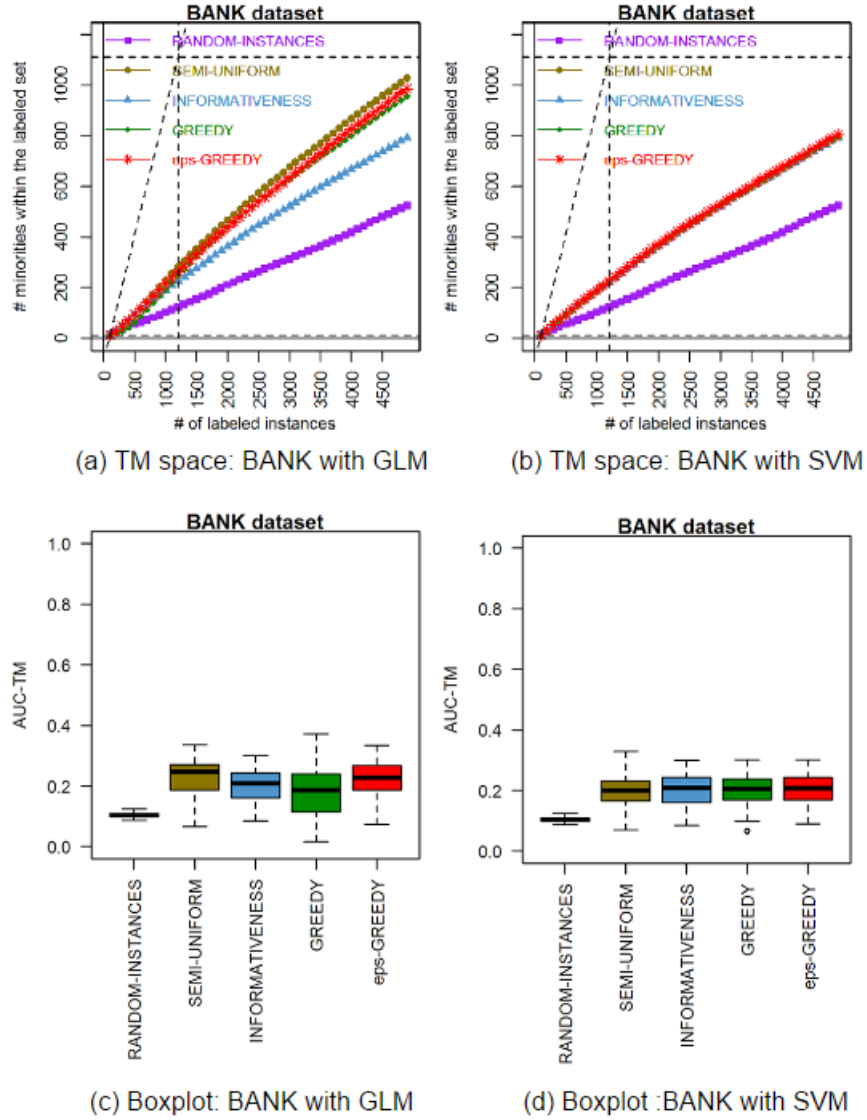 BANK dataset
# minorities within the labeled set
1000
800
600
400
200
0
RANDOM-INSTANCES
SEMI-UNIFORM
INFORMATIVENESS
GREEDY
eps-GREEDY
0
500
1000
1500
2000
2500
3000
3500
4000
4500
# of labeled instances
(a) TM space: BANK with GLM
BANK dataset
# minorities within the labeled set
1000
800
600
400
200
0
RANDOM-INSTANCES
SEMI-UNIFORM
INFORMATIVENESS
GREEDY
eps-GREEDY
0
500
1000
1500
2000
2500
3000
3500
4000
4500
# of labeled instances
(b) TM space: BANK with SVM
BANK dataset
AUC-TM
1.0
0.8
0.6
0.4
0.2
0.0
RANDOM-INSTANCES
SEMI-UNIFORM
INFORMATIVENESS
GREEDY
eps-GREEDY
(c) Boxplot: BANK with GLM
BANK dataset
AUC-TM
1.0
0.8
0.6
0.4
0.2
0.0
RANDOM-INSTANCES
SEMI-UNIFORM
INFORMATIVENESS
GREEDY
eps-GREEDY
(d) Boxplot :BANK with SVM